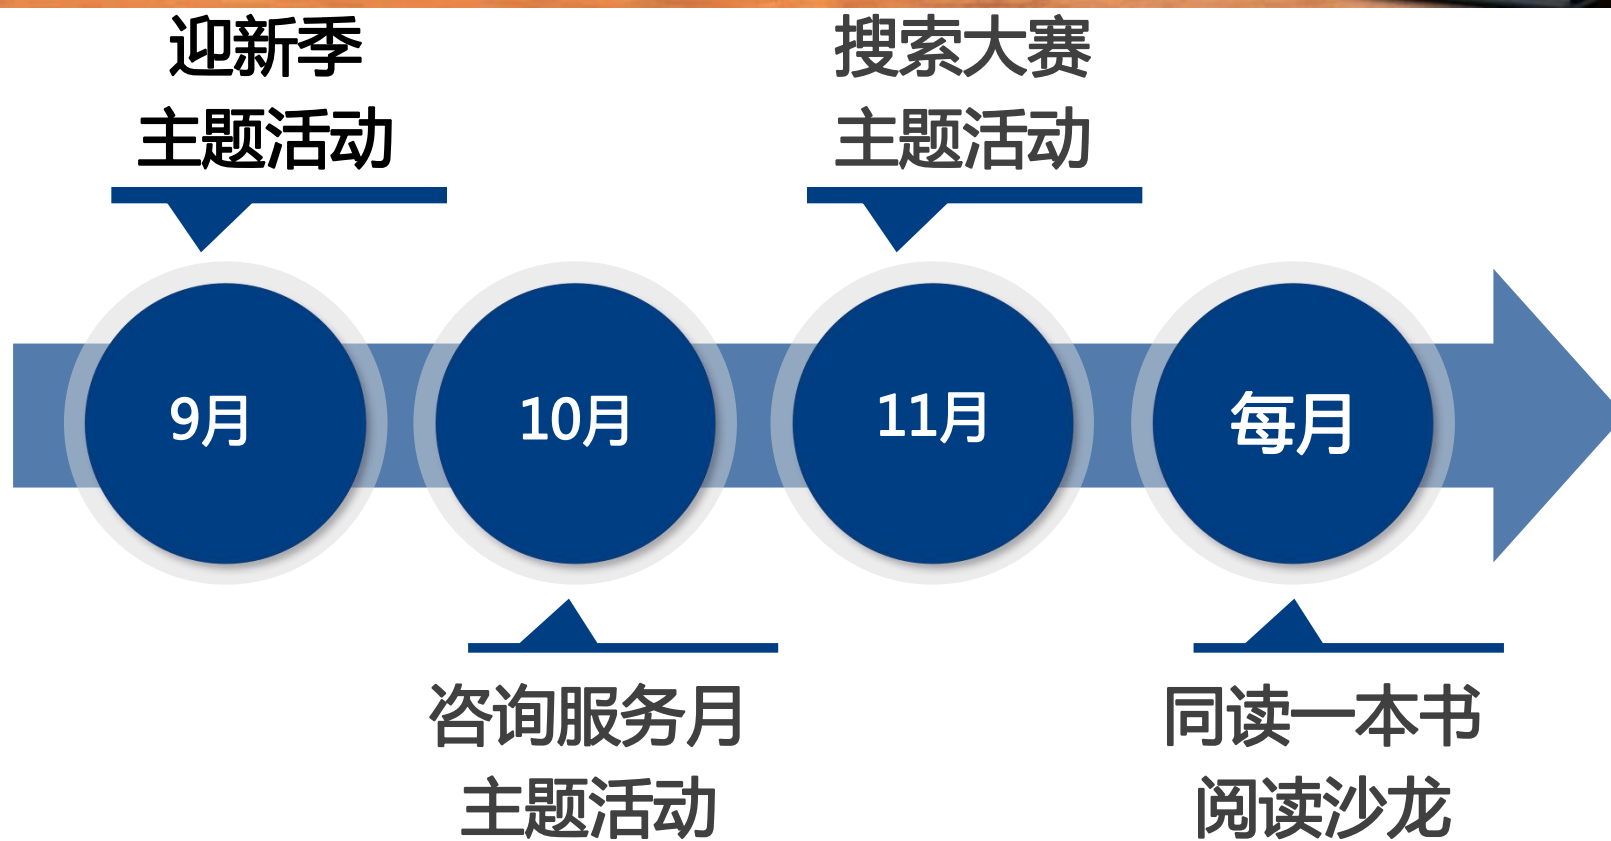 迎新季
主题活动
搜索大赛
主题活动
9月
10月
11月
每月
咨询服务月
主题活动
同读一本书
阅读沙龙